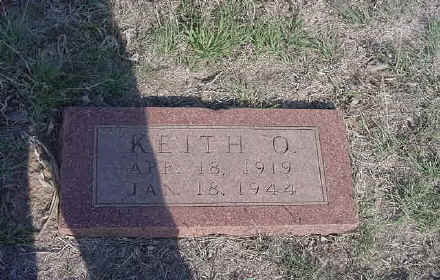 KEITH O.
APR. 18, 1919
JAN. 18, 1944